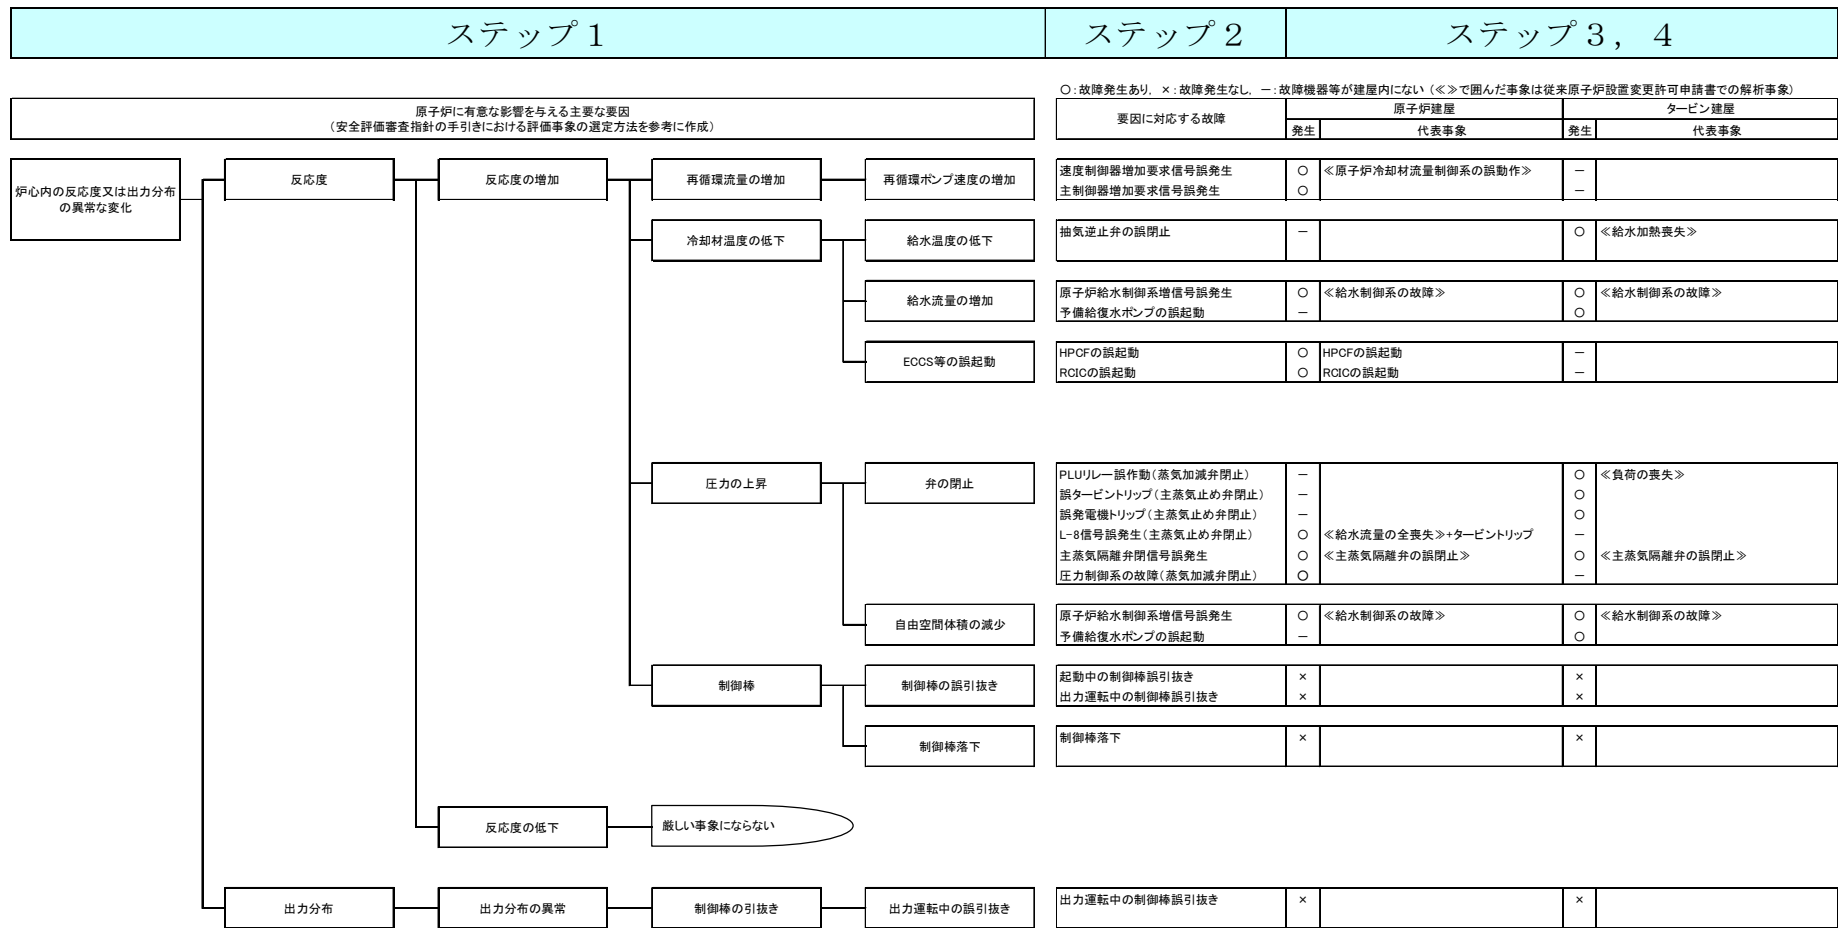 ステップ１
ステップ２
ステップ３，４
○：故障発生あり，×：故障発生なし，－：故障機器等が建屋内にない（≪≫で囲んだ事象は従来原子炉設置変更許可申請書での解析事象）
原子炉に有意な影響を与える主要な要因
（安全評価審査指針の手引きにおける評価事象の選定方法を参考に作成）
要因に対応する故障
原子炉建屋
タービン建屋
発生
代表事象
発生
代表事象
炉心内の反応度又は出力分布
の異常な変化
反応度
反応度の増加
再循環流量の増加
再循環ポンプ速度の増加
速度制御器増加要求信号誤発生 ○ ≪原子炉冷却材流量制御系の誤動作≫ －
主制御器増加要求信号誤発生 ○ －
冷却材温度の低下
給水温度の低下
抽気逆止弁の誤閉止 － ○ ≪給水加熱喪失≫
給水流量の増加
原子炉給水制御系増信号誤発生 ○ ≪給水制御系の故障≫ ○ ≪給水制御系の故障≫
予備給復水ポンプの誤起動 － ○
ECCS等の誤起動
HPCFの誤起動 ○ HPCFの誤起動 －
RCICの誤起動 ○ RCICの誤起動 －
圧力の上昇
弁の閉止
PLUリレー誤作動（蒸気加減弁閉止） － ○ ≪負荷の喪失≫
誤タービントリップ（主蒸気止め弁閉止） － ○
誤発電機トリップ（主蒸気止め弁閉止） － ○
L-8信号誤発生（主蒸気止め弁閉止） ○ ≪給水流量の全喪失≫+タービントリップ －
主蒸気隔離弁閉信号誤発生 ○ ≪主蒸気隔離弁の誤閉止≫ ○ ≪主蒸気隔離弁の誤閉止≫
圧力制御系の故障（蒸気加減弁閉止） ○ －
自由空間体積の減少
原子炉給水制御系増信号誤発生 ○ ≪給水制御系の故障≫ ○ ≪給水制御系の故障≫
予備給復水ポンプの誤起動 － ○
制御棒
制御棒の誤引抜き
起動中の制御棒誤引抜き × ×
出力運転中の制御棒誤引抜き × ×
制御棒落下
制御棒落下 × ×
反応度の低下
厳しい事象にならない
出力分布
出力分布の異常
制御棒の引抜き
出力運転中の誤引抜き
出力運転中の制御棒誤引抜き × ×